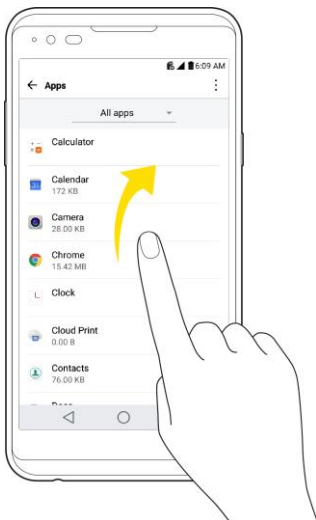 6:09 AM
Apps
All apps
Calculator
Calendar
172 KB
Camera
28.00 KB
Chrome
15.42 MB
L Clock
Cloud Print
0.00 B
Contacts
76.00 KB